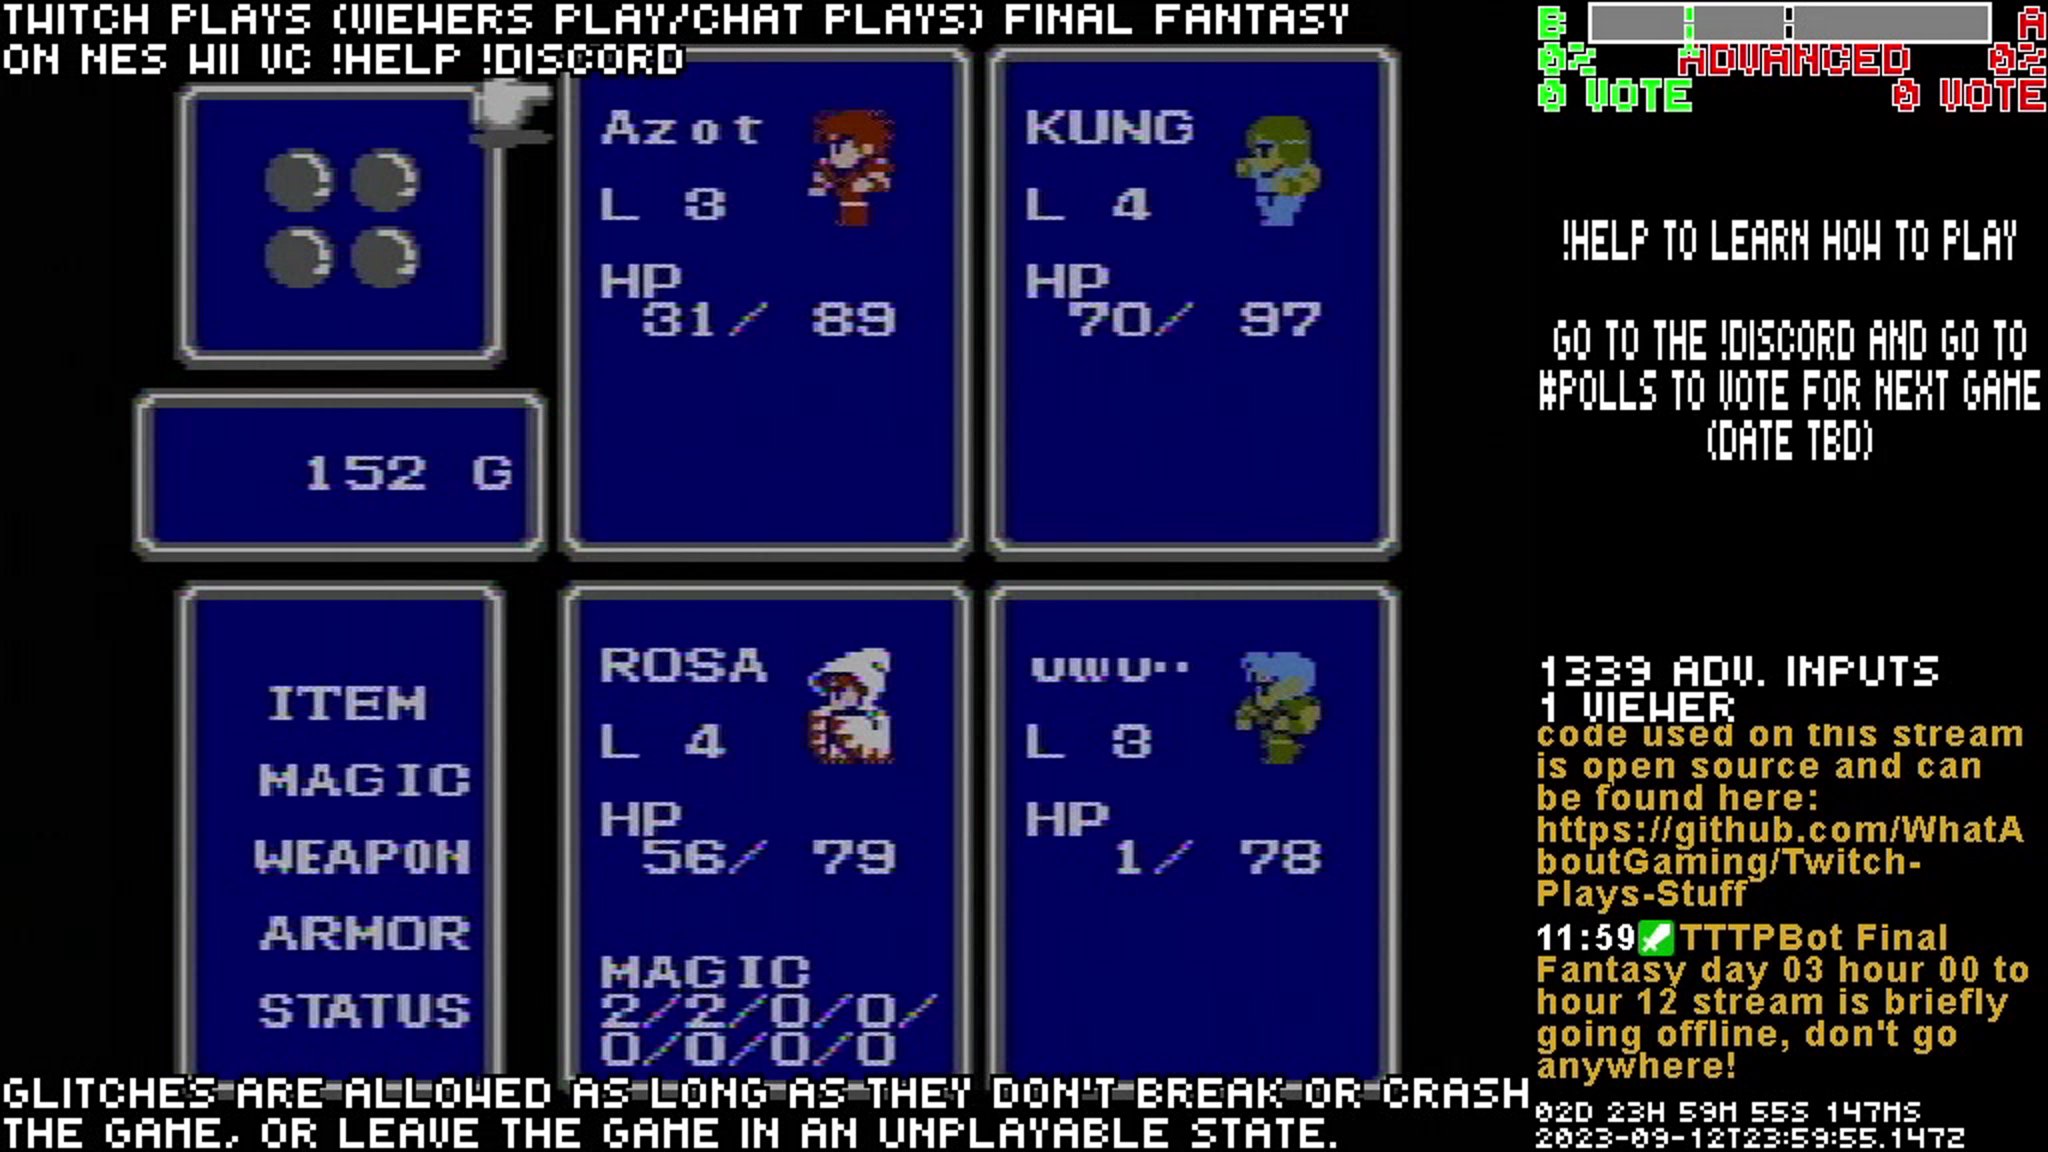 TWITCH PLAYS (VIEWERS PLAY/CHAT PLAYS) FINAL FANTASY
ON NES WII VC !HELP !DISCORD
B A
0% ADVANCED 0%
0 VOTE 0 VOTE
Azot
L 3
HP
31/ 89
KUNG
L 4
HP
70/ 97
152 G
ITEM
MAGIC
WEAPON
ARMOR
STATUS
ROSA
L 4
HP
56/ 79
MAGIC
2/2/0/0/
0/0/0/0
uwu..
L 3
HP
1/ 78
!HELP TO LEARN HOW TO PLAY
GO TO THE !DISCORD AND GO TO
#POLLS TO VOTE FOR NEXT GAME
(DATE TBD)
1339 ADV. INPUTS
1 VIEWER
code used on this stream
is open source and can
be found here:
https://github.com/WhatA
boutGaming/Twitch-
Plays-Stuff
11:59 TTTPBot Final
Fantasy day 03 hour 00 to
hour 12 stream is briefly
going offline, don't go
anywhere!
02D 23H 59M 55S 147MS
2023-09-12T23:59:55.147Z
GLITCHES ARE ALLOWED AS LONG AS THEY DON'T BREAK OR CRASH
THE GAME, OR LEAVE THE GAME IN AN UNPLAYABLE STATE.